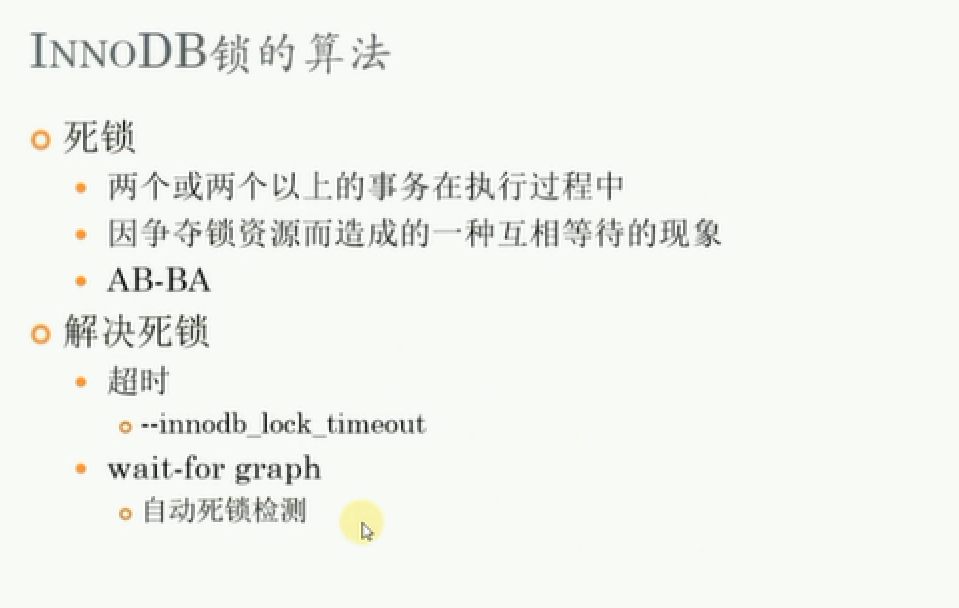 INNODB锁的算法
死锁
两个或两个以上的事务在执行过程中
因争夺锁资源而造成的一种互相等待的现象
AB-BA
解决死锁
超时
--innodb_lock_timeout
wait-for graph
自动死锁检测